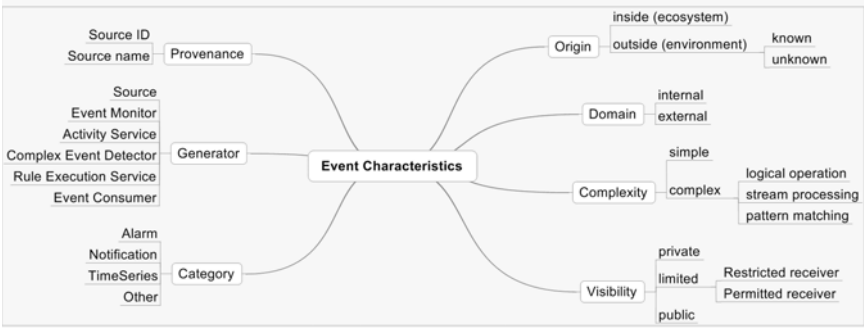 Event Characteristics
Provenance
Source ID
Source name
Generator
Source
Event Monitor
Activity Service
Complex Event Detector
Rule Execution Service
Event Consumer
Category
Alarm
Notification
TimeSeries
Other
Origin
inside (ecosystem)
outside (environment)
known
unknown
Domain
internal
external
Complexity
simple
complex
logical operation
stream processing
pattern matching
Visibility
private
limited
Restricted receiver
Permitted receiver
public